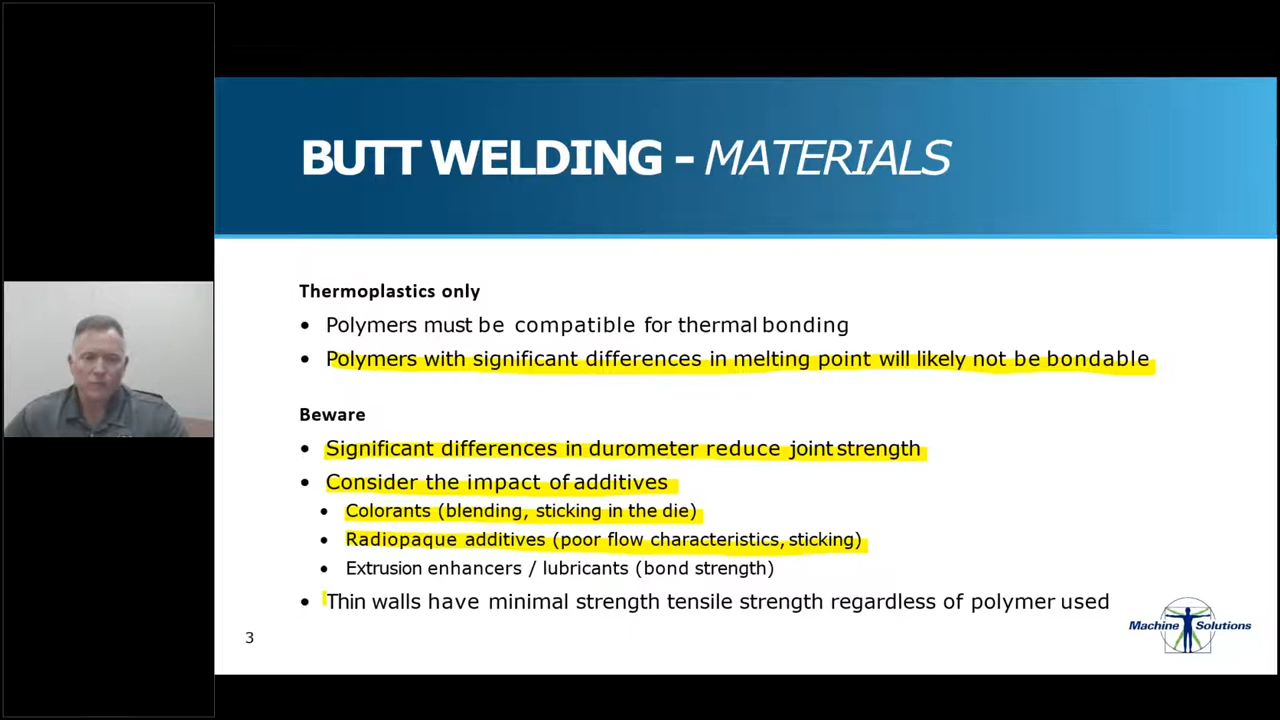 BUTT WELDING - MATERIALS
Thermoplastics only
• Polymers must be compatible for thermal bonding
• Polymers with significant differences in melting point will likely not be bondable
Beware
• Significant differences in durometer reduce joint strength
• Consider the impact of additives
• Colorants (blending, sticking in the die)
• Radiopaque additives (poor flow characteristics, sticking)
• Extrusion enhancers / lubricants (bond strength)
• Thin walls have minimal strength tensile strength regardless of polymer used
3
Machine Solutions